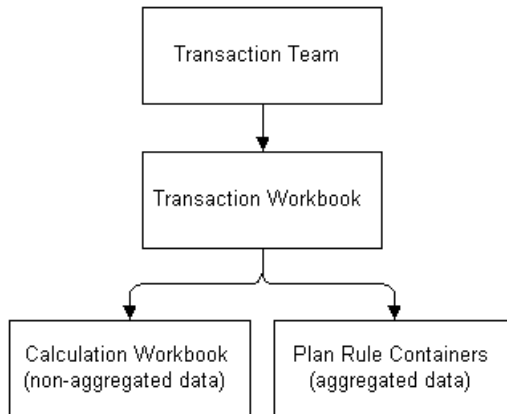 Transaction Team
Transaction Workbook
Calculation Workbook
(non-aggregated data)
Plan Rule Containers
(aggregated data)